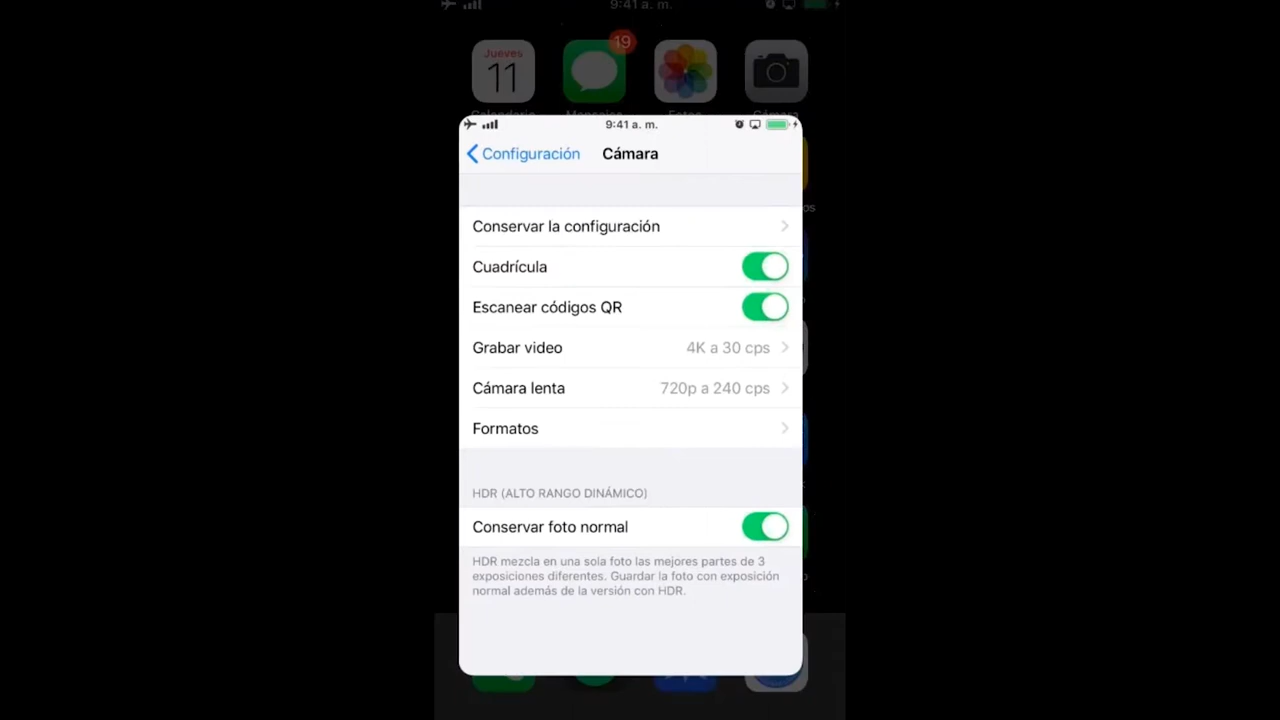 9:41 a. m.
Jueves
11
19
9:41 a. m.
Configuración
Cámara
Conservar la configuración
Cuadrícula
Escanear códigos QR
Grabar video 4K a 30 cps
Cámara lenta 720p a 240 cps
Formatos
HDR (ALTO RANGO DINÁMICO)
Conservar foto normal
HDR mezcla en una sola foto las mejores partes de 3
exposiciones diferentes. Guardar la foto con exposición
normal además de la versión con HDR.